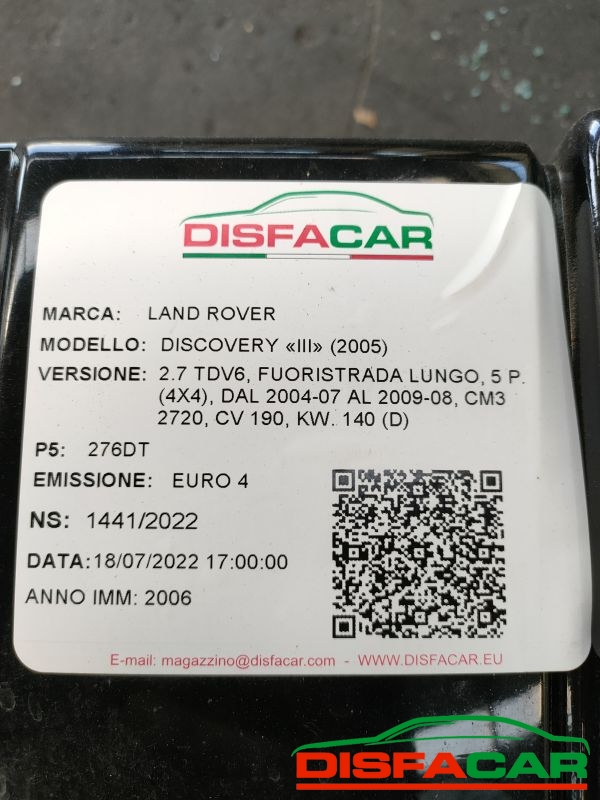 DISFACAR
MARCA: LAND ROVER
MODELLO: DISCOVERY «III» (2005)
VERSIONE: 2.7 TDV6, FUORISTRADA LUNGO, 5 P.
(4X4), DAL 2004-07 AL 2009-08, CM3
2720, CV 190, KW. 140 (D)
P5: 276DT
EMISSIONE: EURO 4
NS: 1441/2022
DATA:18/07/2022 17:00:00
ANNO IMM: 2006
E-mail: magazzino@disfacar.com - WWW.DISFACAR.EU
DISFACAR